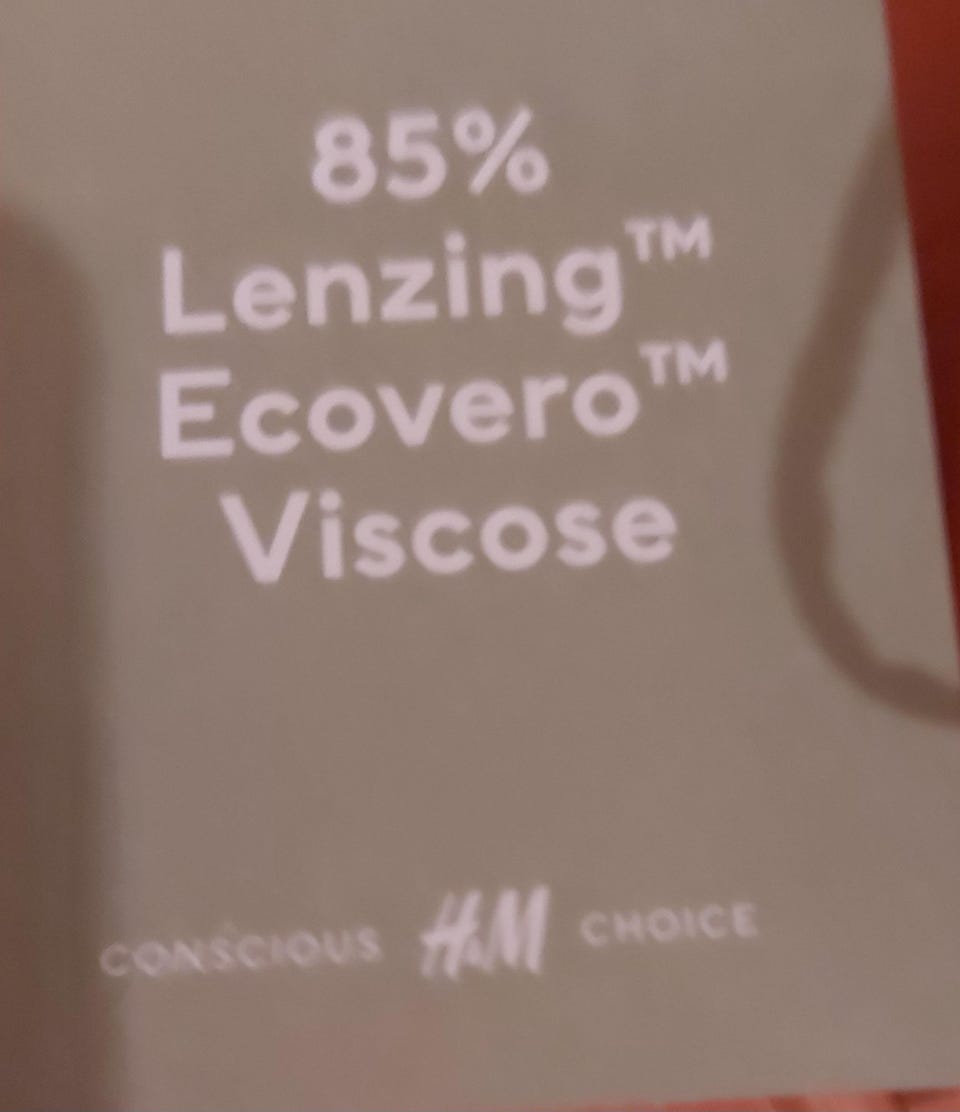 85%
Lenzing™
Ecovero™
Viscose
CONSCIOUS H&M CHOICE